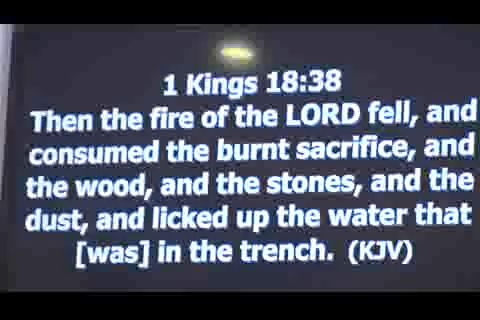 1 Kings 18:38
Then the fire of the LORD fell, and
consumed the burnt sacrifice, and
the wood, and the stones, and the
dust, and licked up the water that
[was] in the trench. (KJV)